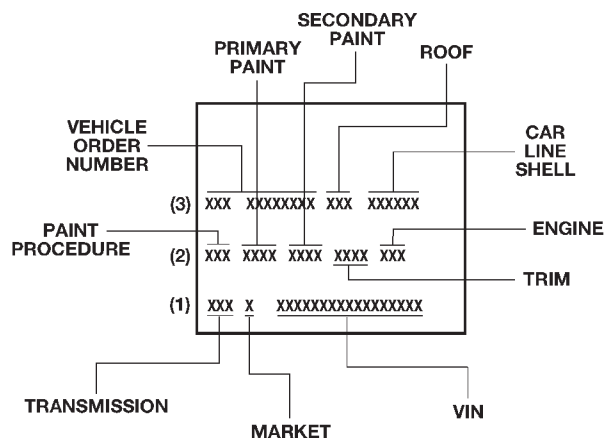 SECONDARY
PAINT
PRIMARY
PAINT
ROOF
VEHICLE
ORDER
NUMBER
CAR
LINE
SHELL
(3) XXX XXXXXXXX XXX XXXXXX
PAINT
PROCEDURE
ENGINE
(2) XXX XXXX XXXX XXXX XXX
TRIM
(1) XXX X XXXXXXXXXXXXXXXXX
TRANSMISSION
MARKET
VIN